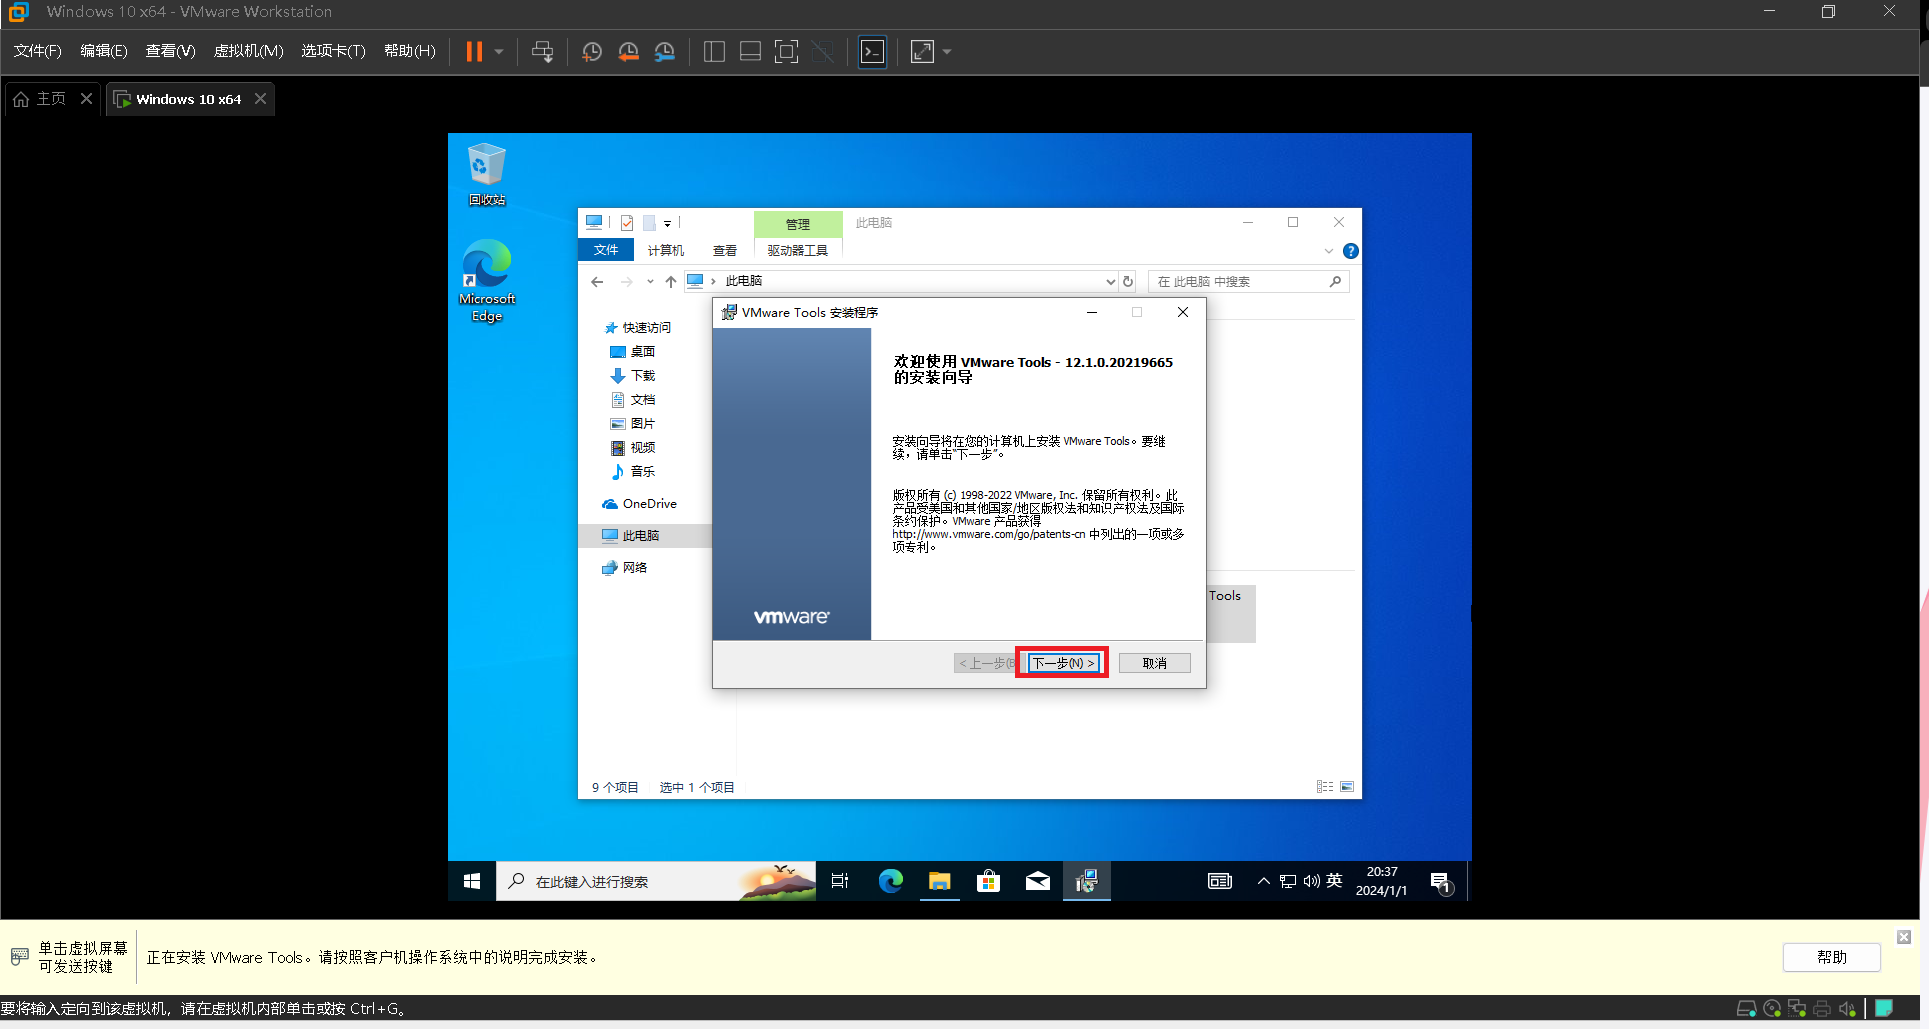 Windows 10 x64 - VMware Workstation
文件(F) 编辑(E) 查看(V) 虚拟机(M) 选项卡(T) 帮助(H)
主页
Windows 10 x64
回收站
Microsoft
Edge
管理
此电脑
文件
计算机
查看
驱动器工具
此电脑
在 此电脑 中搜索
VMware Tools 安装程序
快速访问
桌面
下载
文档
图片
视频
音乐
OneDrive
此电脑
网络
欢迎使用 VMware Tools - 12.1.0.20219665
的安装向导
安装向导将在您的计算机上安装 VMware Tools。要继
续，请单击“下一步”。
版权所有 (c) 1998-2022 VMware, Inc. 保留所有权利。此
产品受美国和其他国家/地区版权法和知识产权法及国际
条约保护。VMware 产品获得
http://www.vmware.com/go/patents-cn 中列出的一项或多
项专利。
vmware
Tools
< 上一步(B
下一步(N) >
取消
9 个项目
选中 1 个项目
在此键入进行搜索
英
20:37
2024/1/1
1
单击虚拟屏幕
可发送按键
正在安装 VMware Tools。请按照客户机操作系统中的说明完成安装。
帮助
要将输入定向到该虚拟机，请在虚拟机内部单击或按 Ctrl+G。